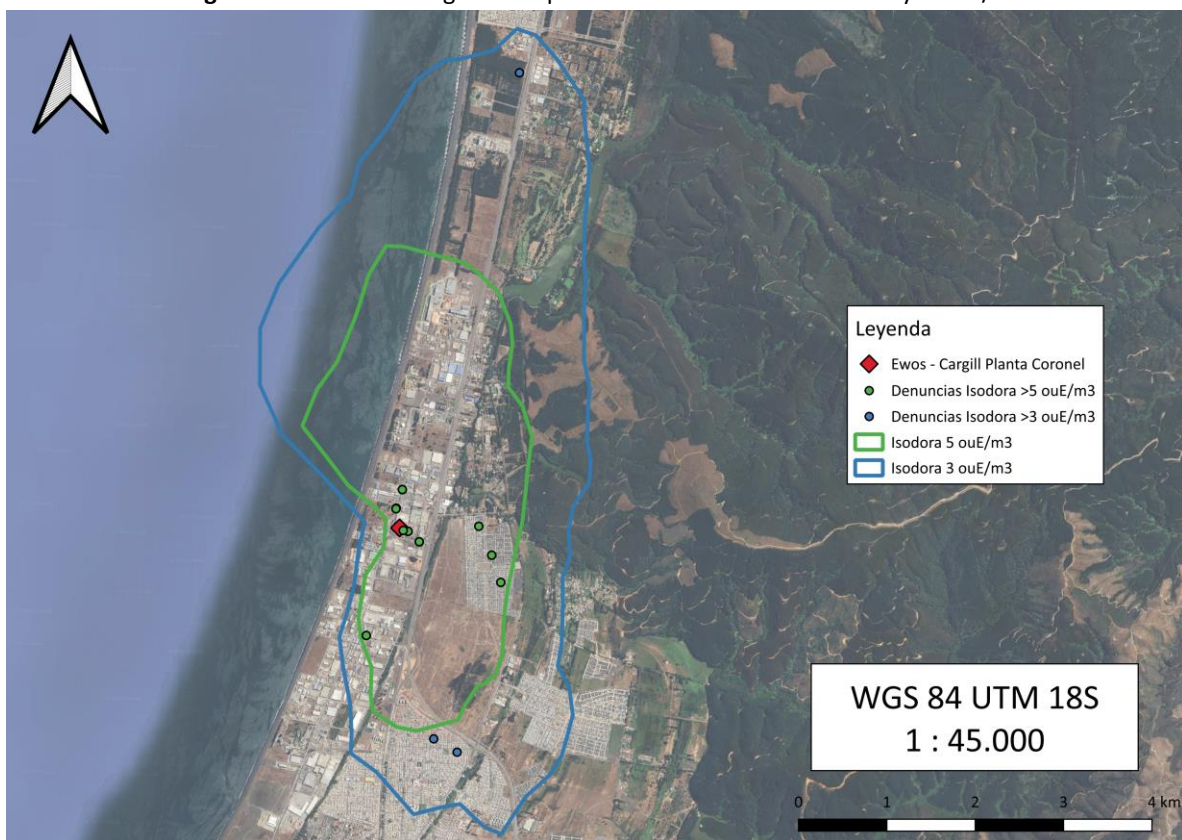 Leyenda
Ewos - Cargill Planta Coronel
Denuncias Isodora >5 ouE/m3
Denuncias Isodora >3 ouE/m3
Isodora 5 ouE/m3
Isodora 3 ouE/m3
WGS 84 UTM 18S
1 : 45.000
0 1 2 3 4 km